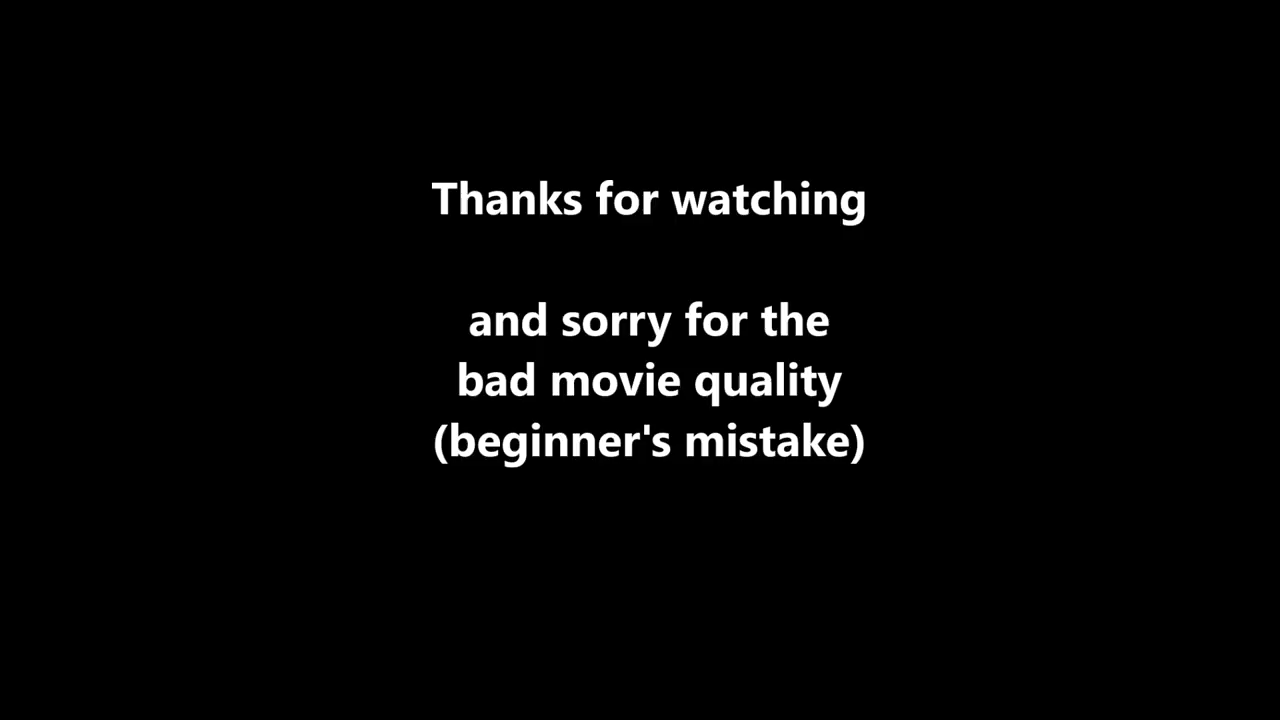 Thanks for watching
and sorry for the
bad movie quality
(beginner's mistake)